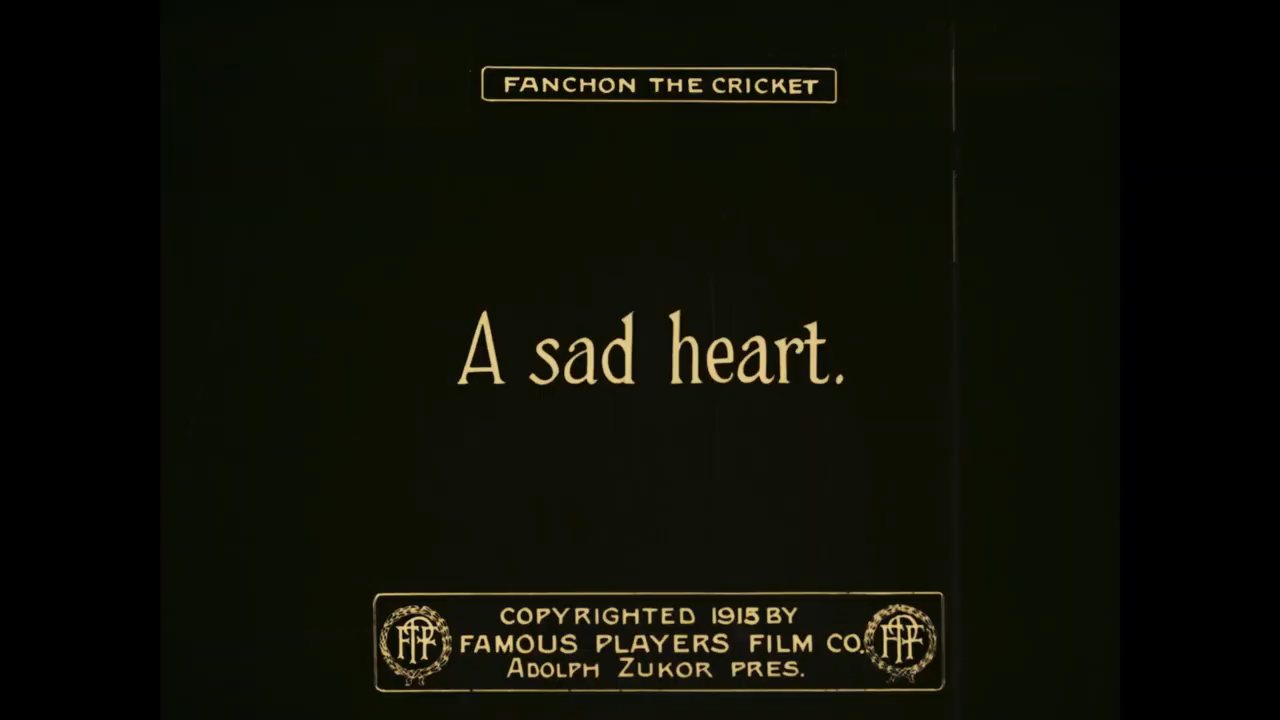 FANCHON THE CRICKET
A sad heart.
COPYRIGHTED 1915 BY
FAMOUS PLAYERS FILM CO.
ADOLPH ZUKOR PRES.